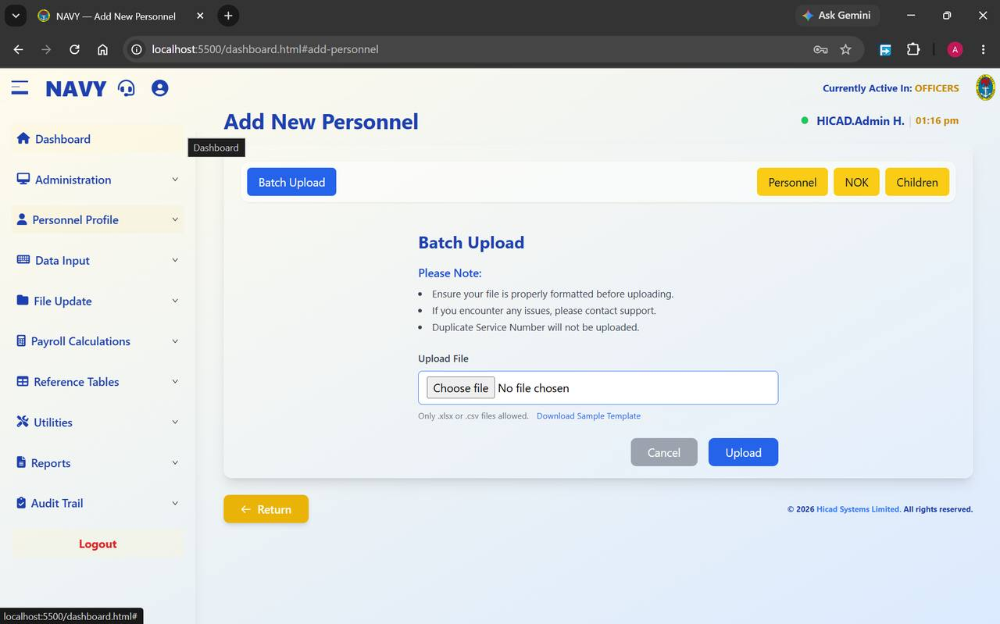 NAVY — Add New Personnel
Ask Gemini
localhost:5500/dashboard.html#add-personnel
A
NAVY
Currently Active In: OFFICERS
Add New Personnel
HICAD.Admin H. | 01:16 pm
Dashboard
Dashboard
Administration
Personnel Profile
Data Input
File Update
Payroll Calculations
Reference Tables
Utilities
Reports
Audit Trail
Logout
Batch Upload
Personnel
NOK
Children
Batch Upload
Please Note:
• Ensure your file is properly formatted before uploading.
• If you encounter any issues, please contact support.
• Duplicate Service Number will not be uploaded.
Upload File
Choose file No file chosen
Only .xlsx or .csv files allowed. Download Sample Template
Cancel
Upload
← Return
© 2026 Hicad Systems Limited. All rights reserved.
localhost:5500/dashboard.html#